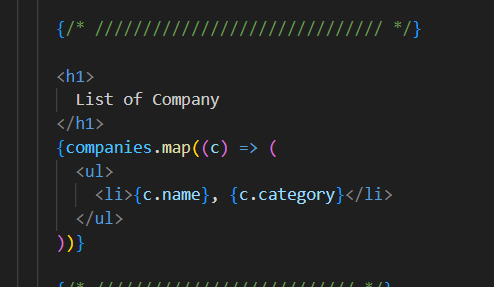 {/* ////////////////////////////// */}
<h1>
List of Company
</h1>
{companies.map((c) => (
<ul>
<li>{c.name}, {c.category}</li>
</ul>
))}